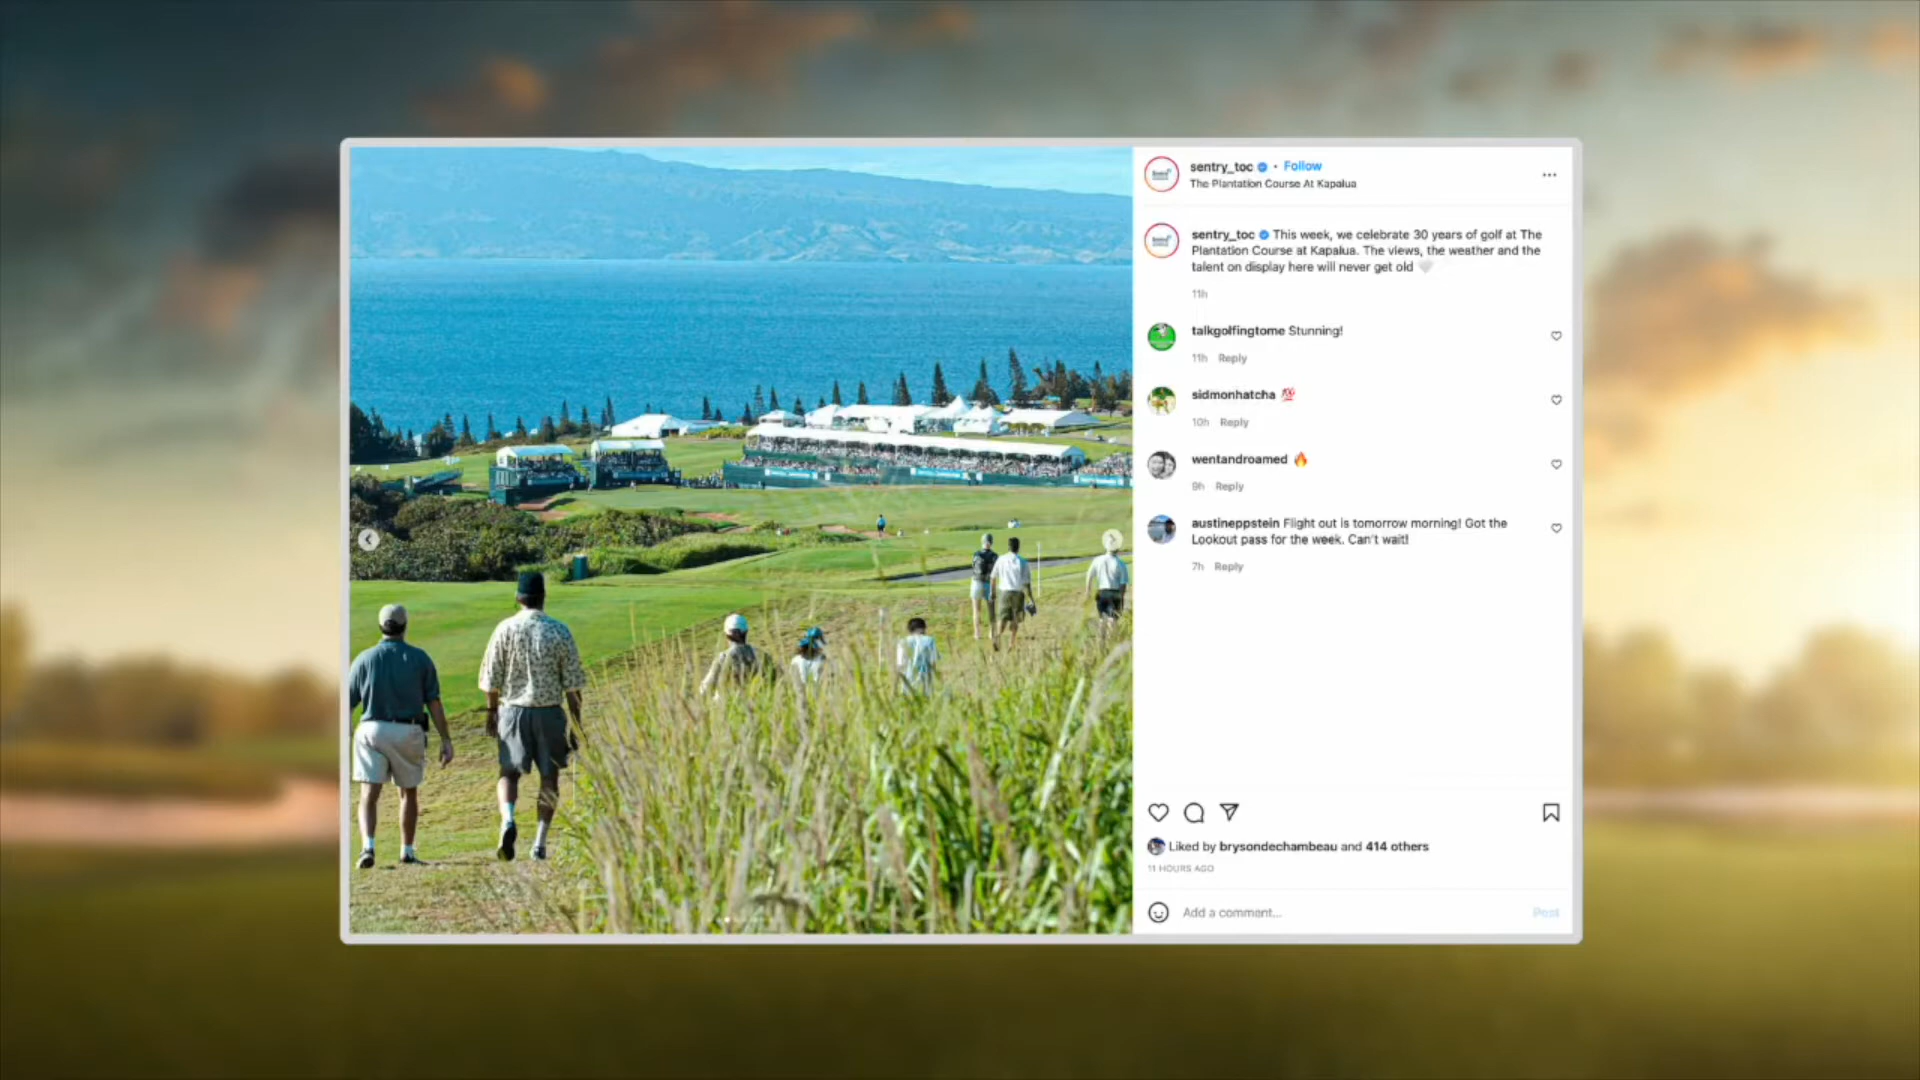 sentry_toc • Follow
The Plantation Course At Kapalua
sentry_toc This week, we celebrate 30 years of golf at The
Plantation Course at Kapalua. The views, the weather and the
talent on display here will never get old 🤍
11h
talkgolfingtome Stunning!
11h Reply
sidmonhatcha 💯
10h Reply
wentandroamed 🔥
9h Reply
austineppstein Flight out is tomorrow morning! Got the
Lookout pass for the week. Can't wait!
7h Reply
Liked by brysondechambeau and 414 others
11 HOURS AGO
Add a comment...
Post